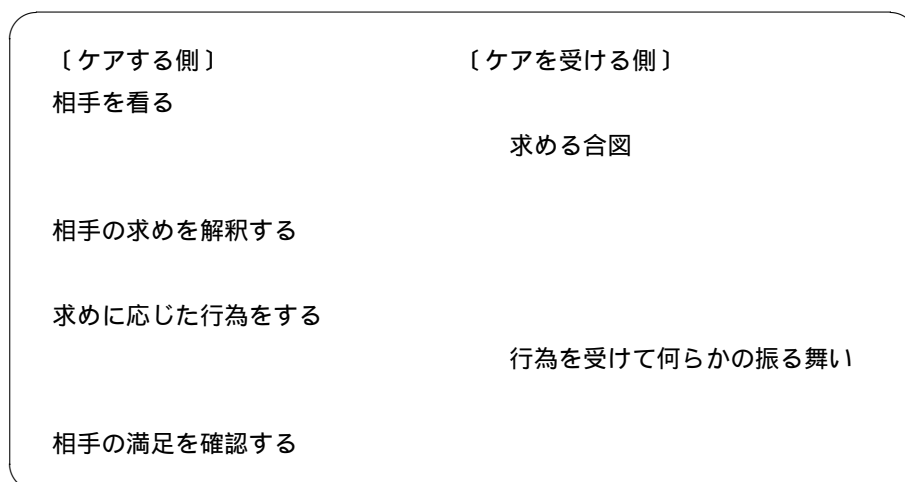 〔ケアする側〕 〔ケアを受ける側〕
相手を看る
求める合図
相手の求めを解釈する
求めに応じた行為をする
行為を受けて何らかの振る舞い
相手の満足を確認する